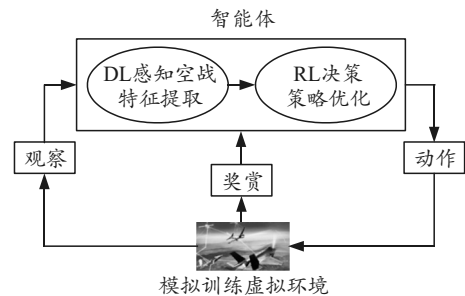 智能体
DL感知空战
特征提取
RL决策
策略优化
观察
奖赏
动作
模拟训练虚拟环境